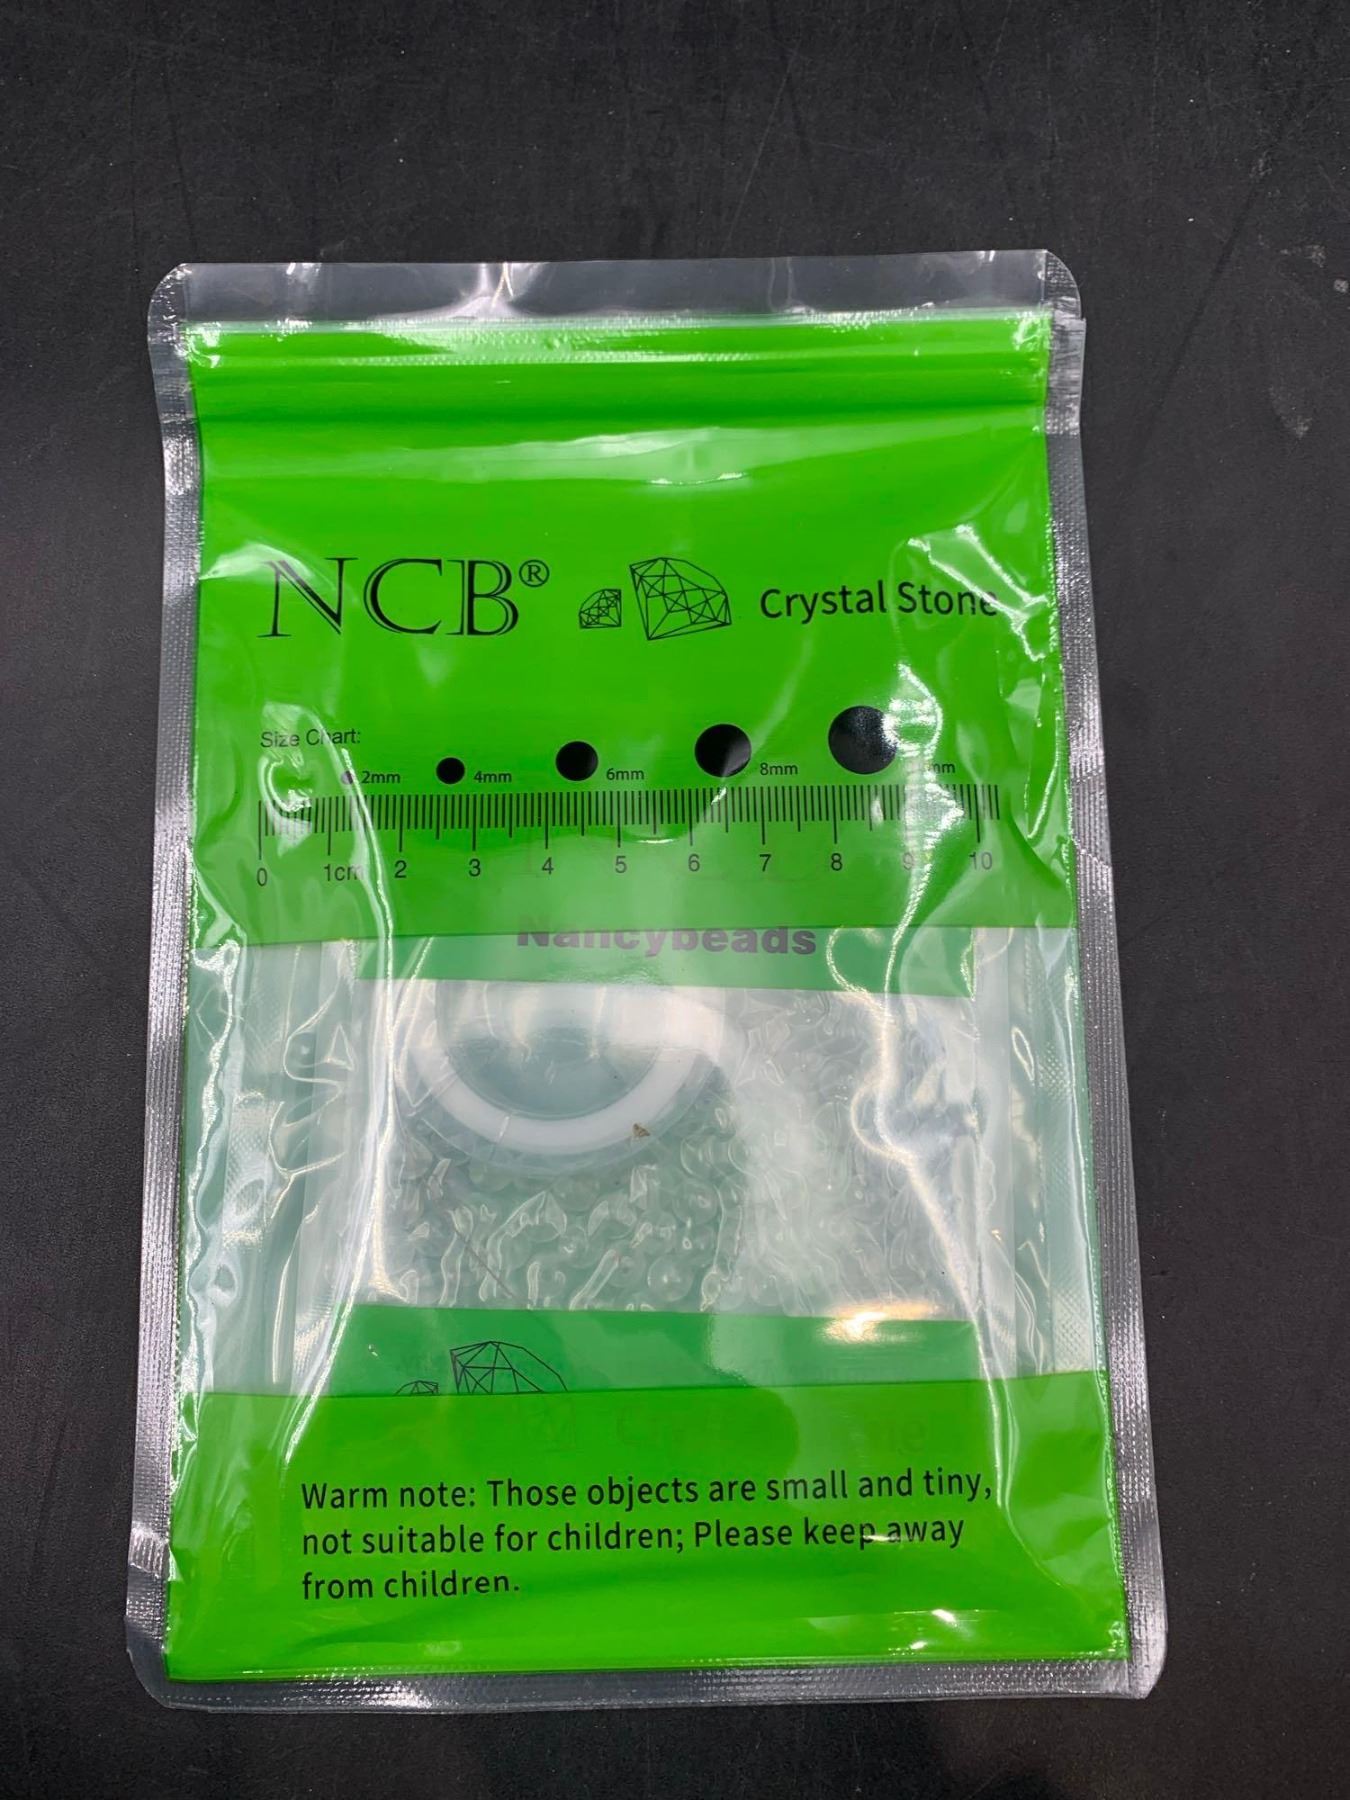 NCB® Crystal Stone
Size Chart:
2mm 4mm 6mm 8mm
0 1cm 2 3 4 5 6 7 8 9 10
Nancybeads
Warm note: Those objects are small and tiny,
not suitable for children; Please keep away
from children.